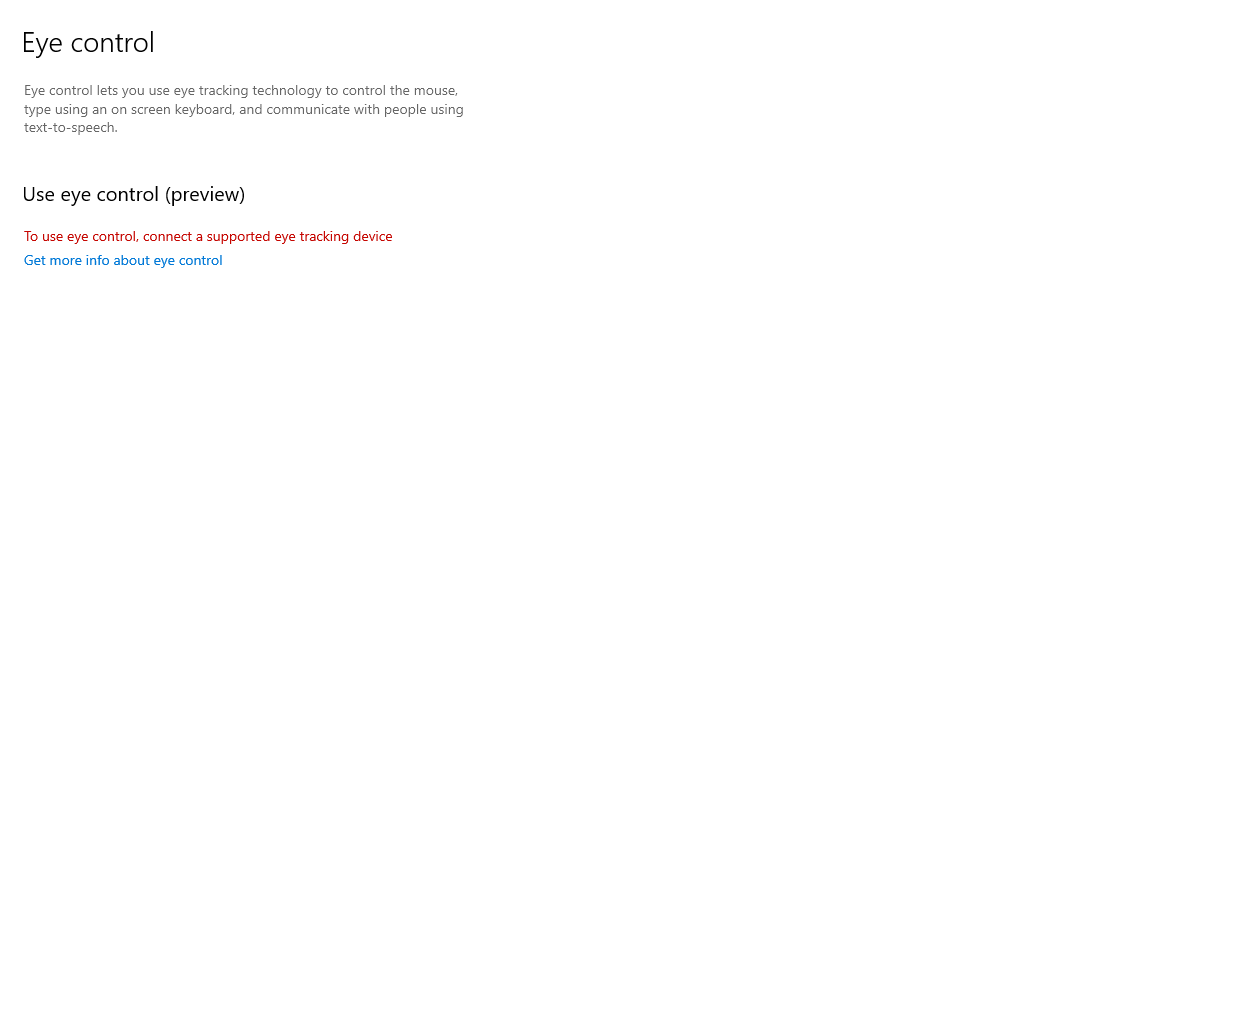 Eye control
Eye control lets you use eye tracking technology to control the mouse,
type using an on screen keyboard, and communicate with people using
text-to-speech.
Use eye control (preview)
To use eye control, connect a supported eye tracking device
Get more info about eye control